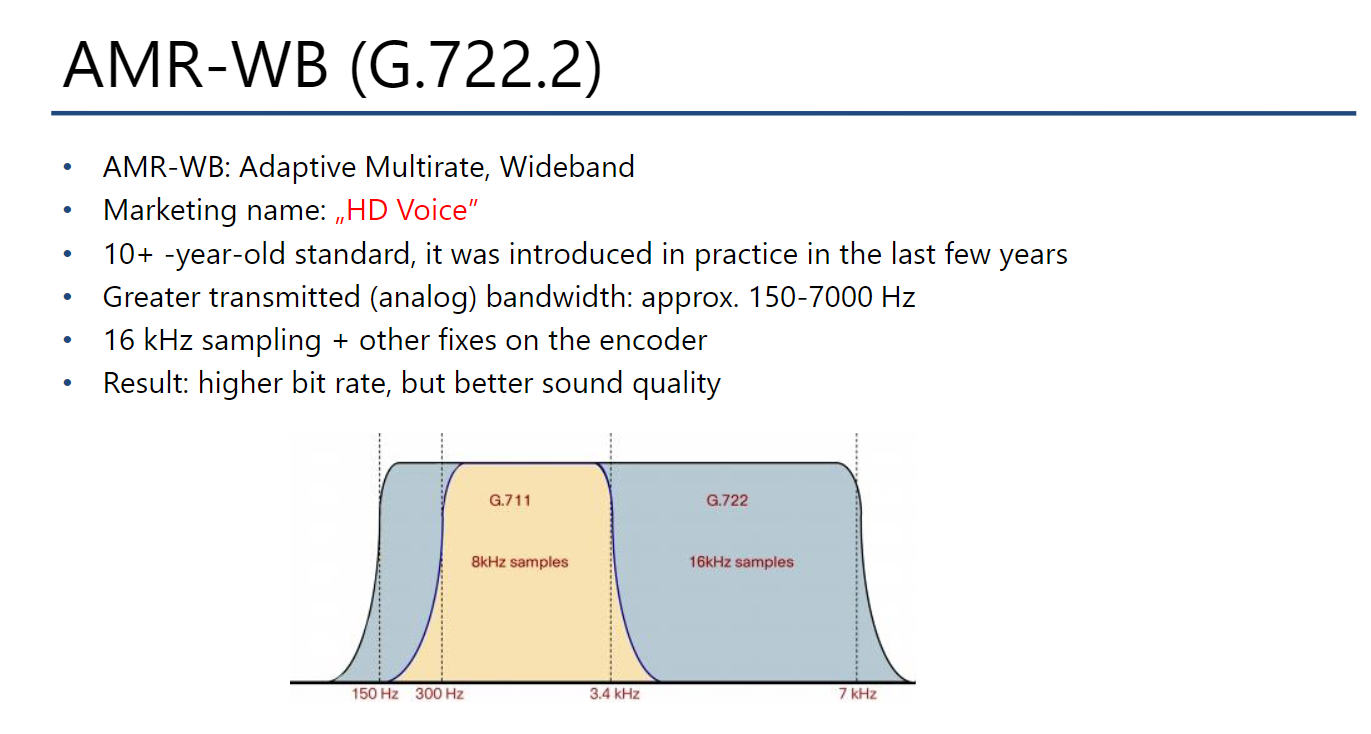 AMR-WB (G.722.2)
• AMR-WB: Adaptive Multirate, Wideband
• Marketing name: „HD Voice”
• 10+ -year-old standard, it was introduced in practice in the last few years
• Greater transmitted (analog) bandwidth: approx. 150-7000 Hz
• 16 kHz sampling + other fixes on the encoder
• Result: higher bit rate, but better sound quality
G.711 G.722
8kHz samples 16kHz samples
150 Hz 300 Hz 3.4 kHz 7 kHz